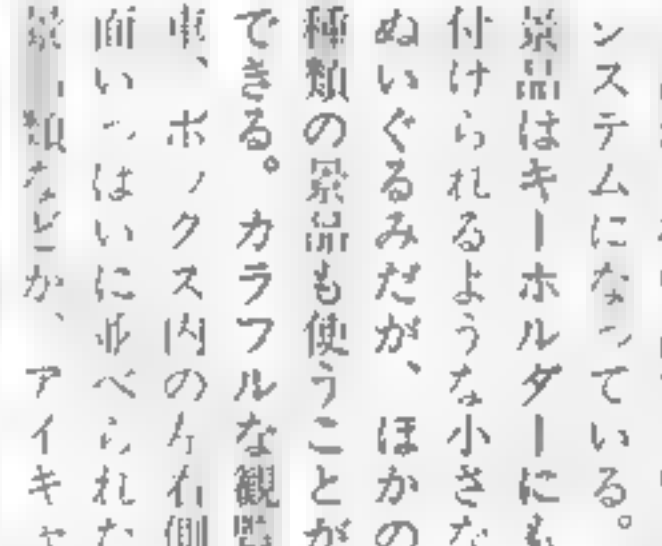 ンステムになっている。
景品はキーホルダーにも
付けられるような小さな
ぬいぐるみだが、ほかの
種類の景品も使うことが
できる。カラフルな観覧
車、ボックス内の左右側
面いっぱいに並べられた
景品類などが、アイキャ